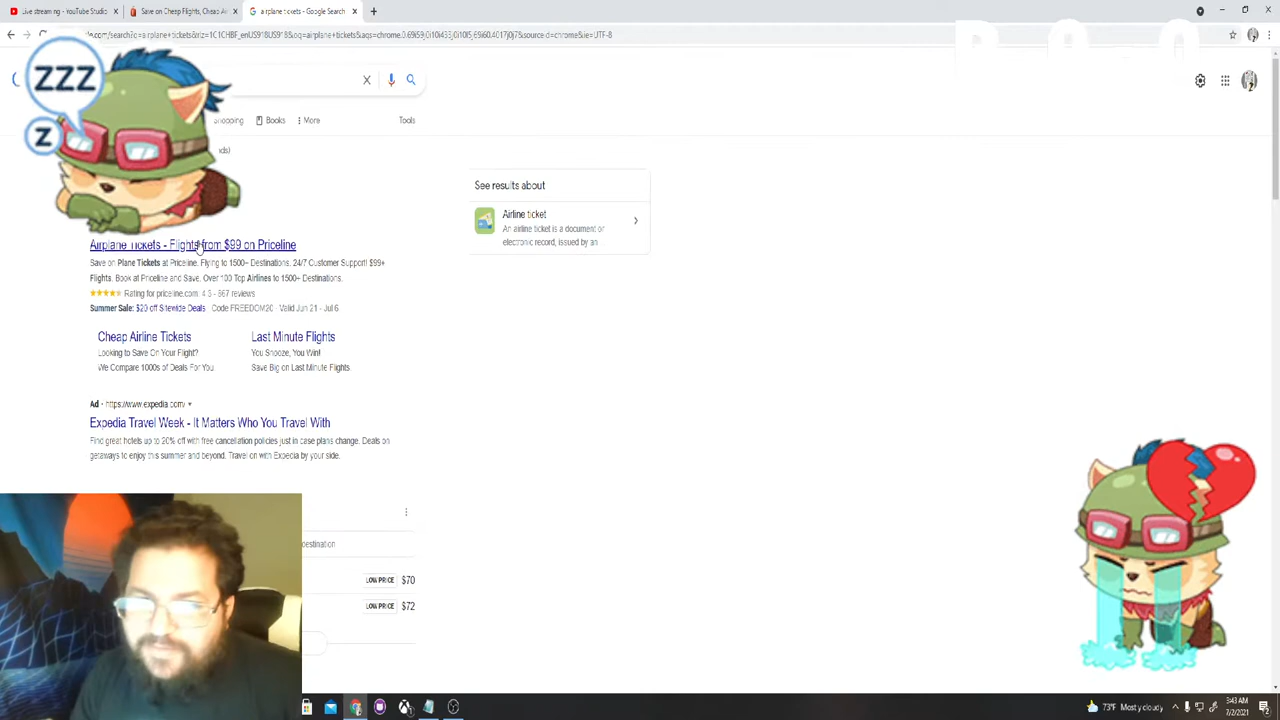 Live streaming - YouTube Studio
Save on Cheap Flights, Cheap Air
airplane tickets - Google Search
ZZZ
Z
Books
More
Tools
See results about
Airline ticket
An airline ticket is a document or
electronic record, issued by an
Airplane Tickets - Flights from $99 on Priceline
Save on Plane Tickets at Priceline. Flying to 1500+ Destinations. 24/7 Customer Support! $99+
Flights. Book at Priceline and Save. Over 100 Top Airlines to 1500+ Destinations.
Rating for priceline.com: 4.3 - 867 reviews
Summer Sale: $20 off Sitewide Deals · Code FREEDOM20 · Valid Jun 21 - Jul 6
Cheap Airline Tickets
Looking to Save On Your Flight?
We Compare 1000s of Deals For You
Last Minute Flights
You Snooze, You Win!
Save Big on Last Minute Flights
Ad · https://www.expedia.com/
Expedia Travel Week - It Matters Who You Travel With
Find great hotels up to 20% off with free cancellation policies just in case plans change. Deals on
getaways to enjoy this summer and beyond. Travel on with Expedia by your side.
destination
LOW PRICE $70
LOW PRICE $72
73°F Mostly cloudy
3:43 AM
7/2/2021